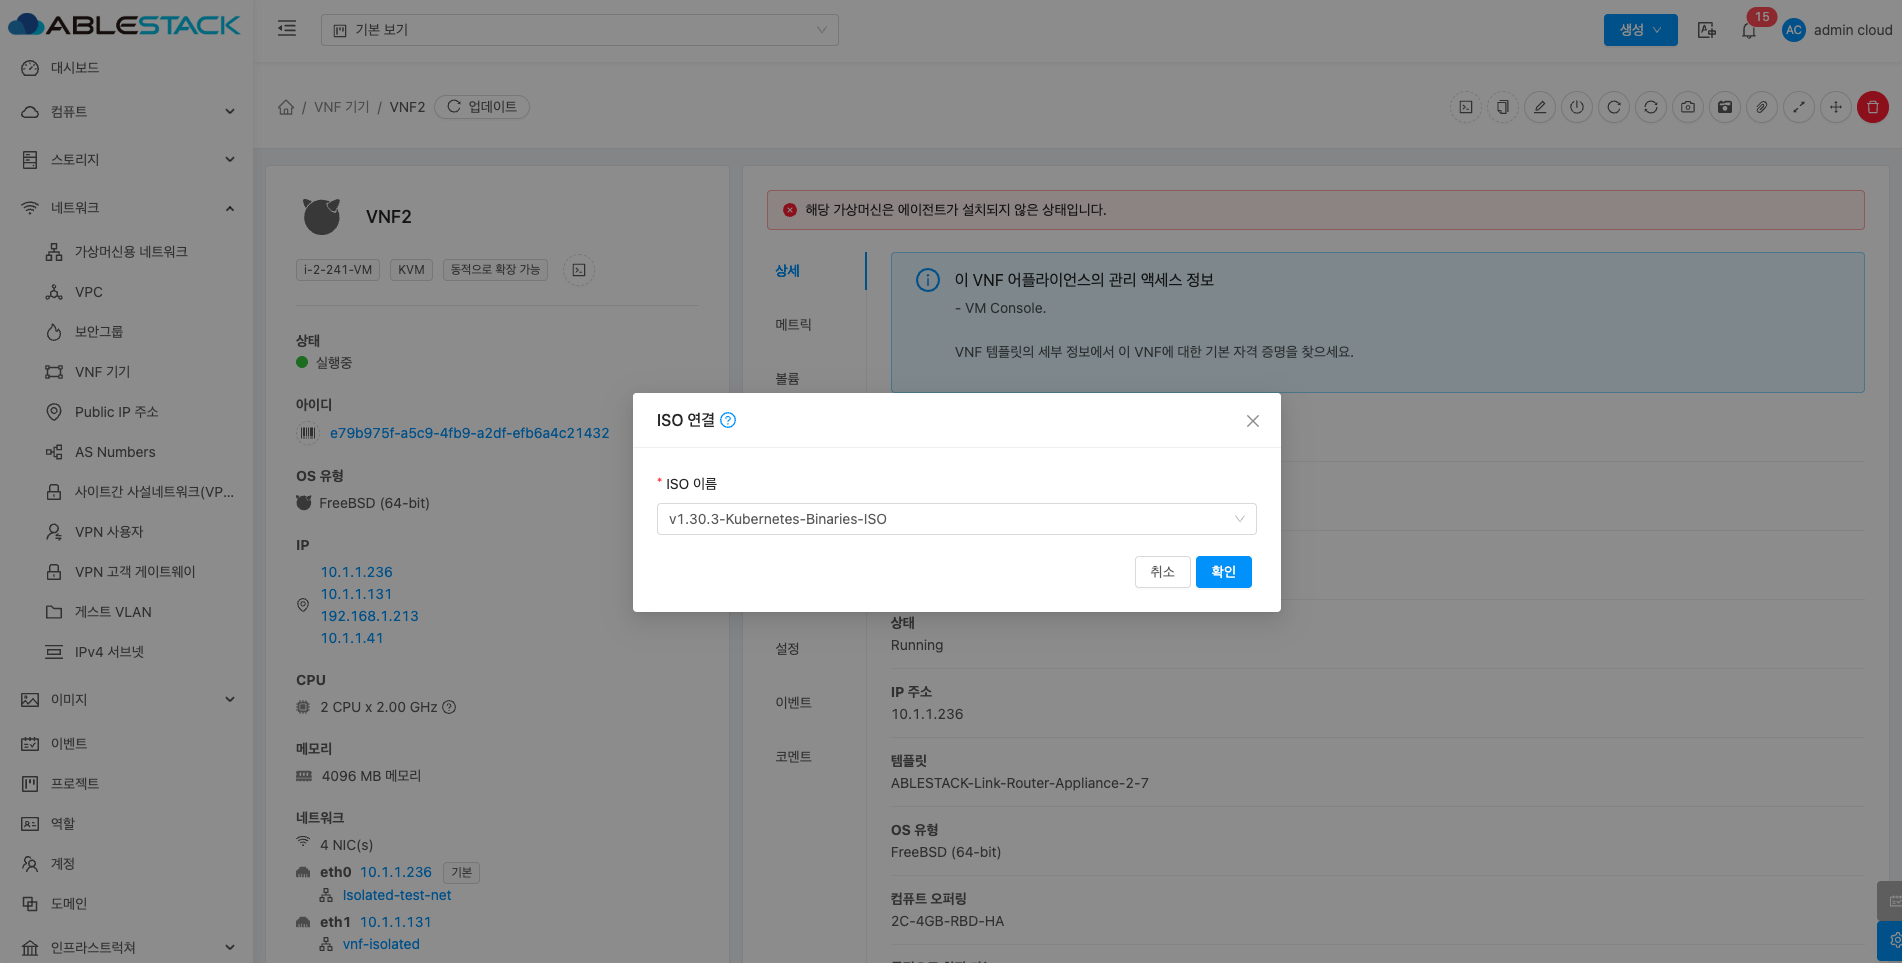 ABLESTACK
기본 보기
생성
15
AC
admin cloud
대시보드
컴퓨트
스토리지
네트워크
가상머신용 네트워크
VPC
보안그룹
VNF 기기
Public IP 주소
AS Numbers
사이트간 사설네트워크(VP...
VPN 사용자
VPN 고객 게이트웨이
게스트 VLAN
IPv4 서브넷
이미지
이벤트
프로젝트
역할
계정
도메인
인프라스트럭쳐
/ VNF 기기 / VNF2 업데이트
VNF2
i-2-241-VM KVM 동적으로 확장 가능
상태
실행중
아이디
e79b975f-a5c9-4fb9-a2df-efb6a4c21432
OS 유형
FreeBSD (64-bit)
IP
10.1.1.236
10.1.1.131
192.168.1.213
10.1.1.41
CPU
2 CPU x 2.00 GHz
메모리
4096 MB 메모리
네트워크
4 NIC(s)
eth0 10.1.1.236 기본
Isolated-test-net
eth1 10.1.1.131
vnf-isolated
해당 가상머신은 에이전트가 설치되지 않은 상태입니다.
상세
메트릭
볼륨
설정
이벤트
코멘트
이 VNF 어플라이언스의 관리 액세스 정보
- VM Console.
VNF 템플릿의 세부 정보에서 이 VNF에 대한 기본 자격 증명을 찾으세요.
ISO 연결
* ISO 이름
v1.30.3-Kubernetes-Binaries-ISO
취소
확인
상태
Running
IP 주소
10.1.1.236
템플릿
ABLESTACK-Link-Router-Appliance-2-7
OS 유형
FreeBSD (64-bit)
컴퓨트 오퍼링
2C-4GB-RBD-HA